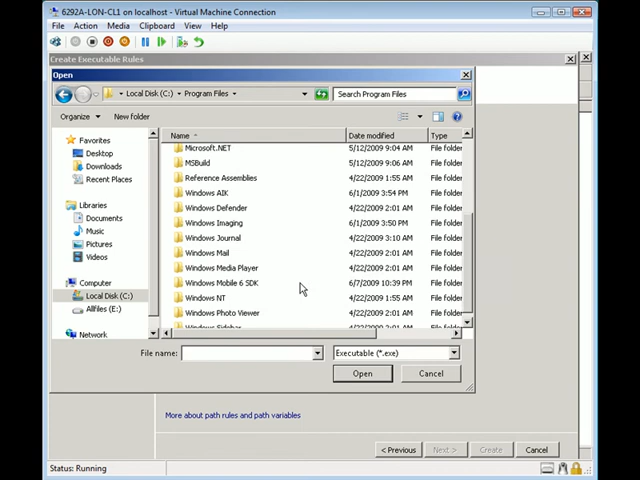 6292A-LON-CL1 on localhost - Virtual Machine Connection
File Action Media Clipboard View Help
Create Executable Rules
Open
Local Disk (C:) Program Files Search Program Files
Organize New folder
Favorites
Desktop
Downloads
Recent Places
Libraries
Documents
Music
Pictures
Videos
Computer
Local Disk (C:)
Allfiles (E:)
Network
Name Date modified Type
Microsoft.NET 5/12/2009 9:04 AM File folder
MSBuild 5/12/2009 9:06 AM File folder
Reference Assemblies 4/22/2009 1:55 AM File folder
Windows AIK 6/1/2009 3:54 PM File folder
Windows Defender 4/22/2009 2:01 AM File folder
Windows Imaging 6/1/2009 3:50 PM File folder
Windows Journal 4/22/2009 3:10 AM File folder
Windows Mail 4/22/2009 2:01 AM File folder
Windows Media Player 4/22/2009 2:01 AM File folder
Windows Mobile 6 SDK 6/7/2009 10:39 PM File folder
Windows NT 4/22/2009 1:55 AM File folder
Windows Photo Viewer 4/22/2009 2:01 AM File folder
Windows Sidebar
File name: Executable (*.exe)
Open Cancel
More about path rules and path variables
< Previous Next > Create Cancel
Status: Running